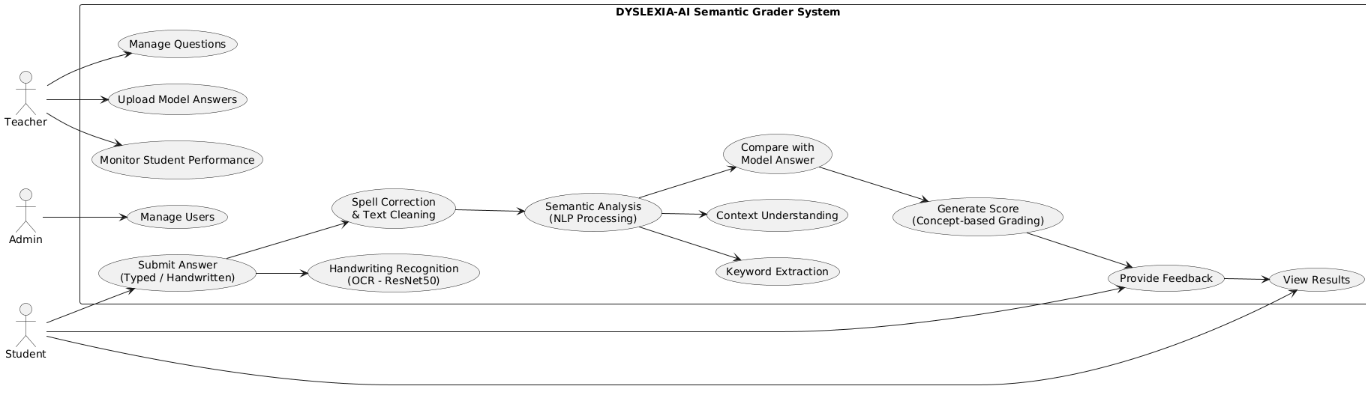 DYSLEXIA-AI Semantic Grader System
Manage Questions
Upload Model Answers
Teacher
Monitor Student Performance
Admin
Manage Users
Submit Answer
(Typed / Handwritten)
Student
Spell Correction
& Text Cleaning
Handwriting Recognition
(OCR - ResNet50)
Semantic Analysis
(NLP Processing)
Compare with
Model Answer
Context Understanding
Keyword Extraction
Generate Score
(Concept-based Grading)
Provide Feedback
View Results